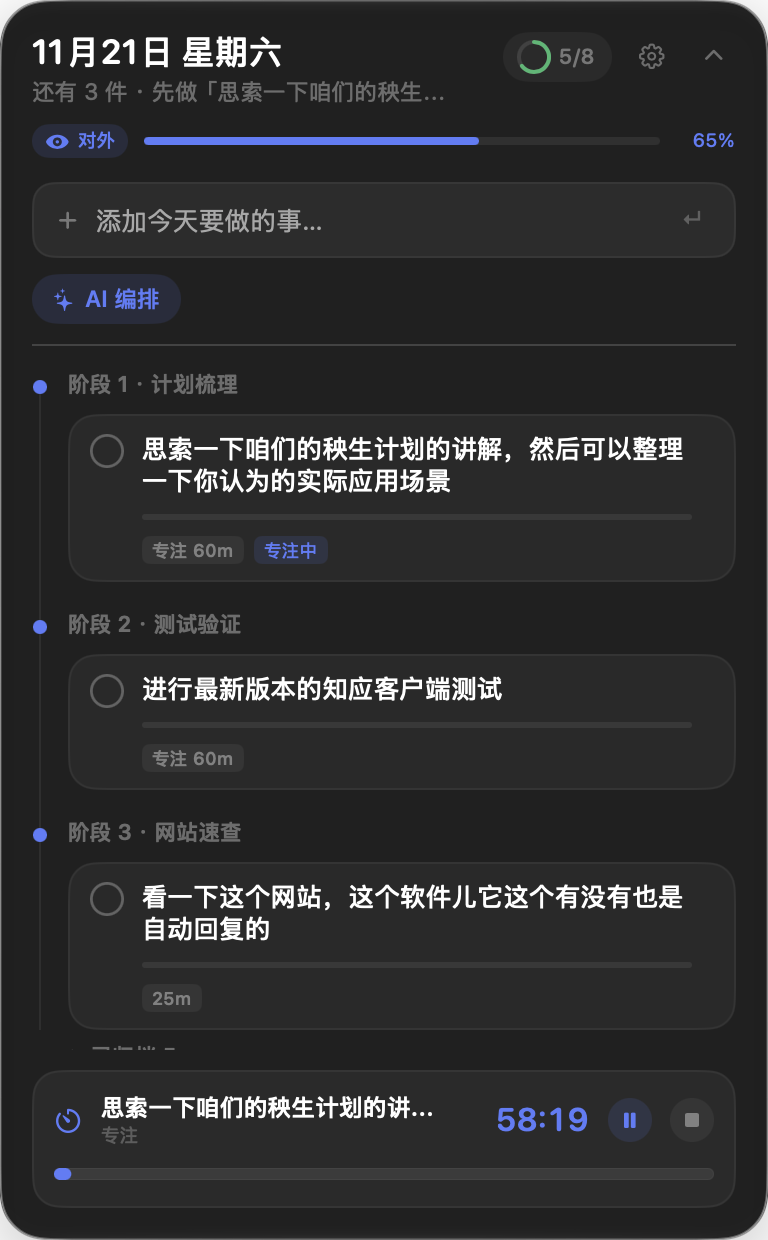 11月21日 星期六
5/8
还有 3 件 · 先做「思索一下咱们的秧生…
对外
65%
+ 添加今天要做的事...
AI 编排
阶段 1 · 计划梳理
思索一下咱们的秧生计划的讲解，然后可以整理
一下你认为的实际应用场景
专注 60m 专注中
阶段 2 · 测试验证
进行最新版本的知应客户端测试
专注 60m
阶段 3 · 网站速查
看一下这个网站，这个软件儿它这个有没有也是
自动回复的
25m
思索一下咱们的秧生计划的讲…
58:19
专注